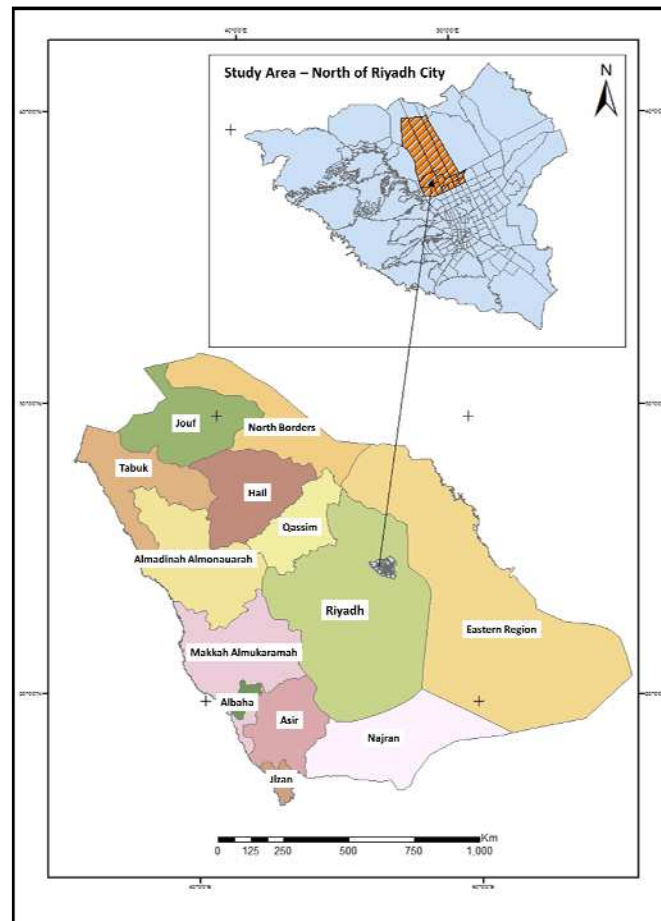 Study Area – North of Riyadh City
N
Jouf
North Borders
Tabuk
Hail
Qassim
Almadinah Almonauarah
Riyadh
Eastern Region
Makkah Almukaramah
Albaha
Asir
Najran
Jizan
Km
0 125 250 500 750 1.000